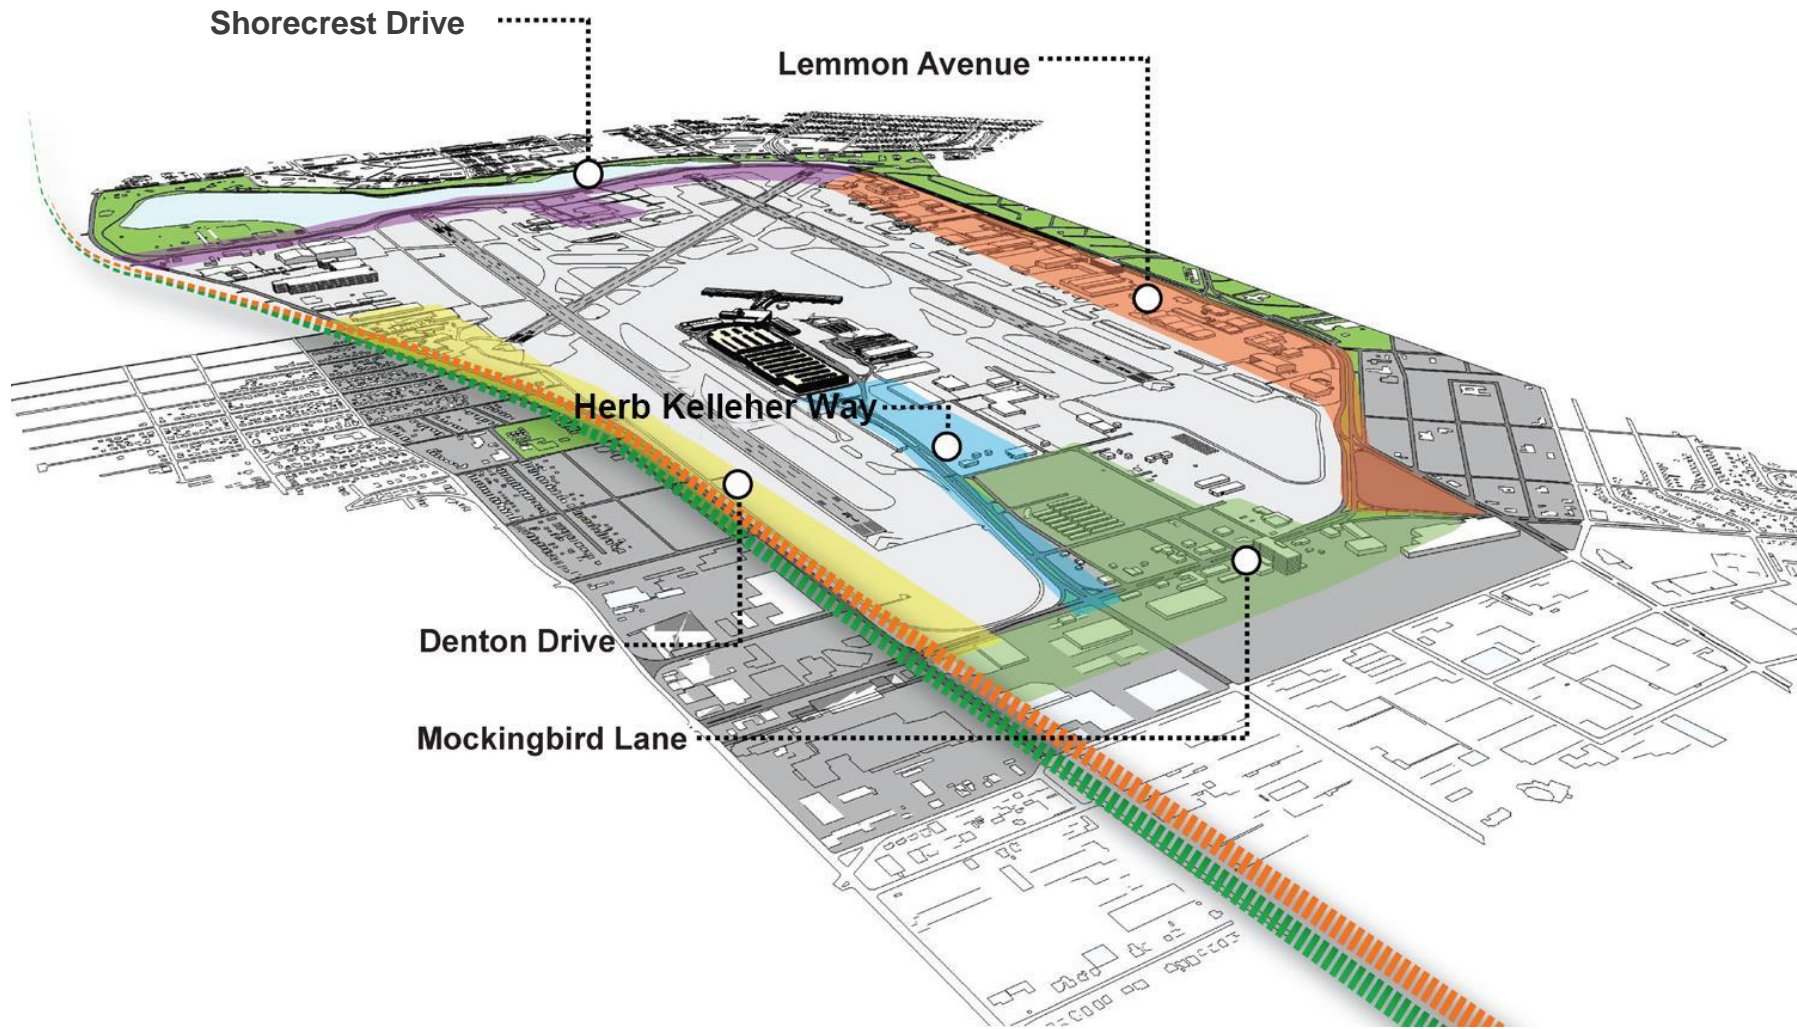 Shorecrest Drive
Lemmon Avenue
Herb Kelleher Way
Denton Drive
Mockingbird Lane